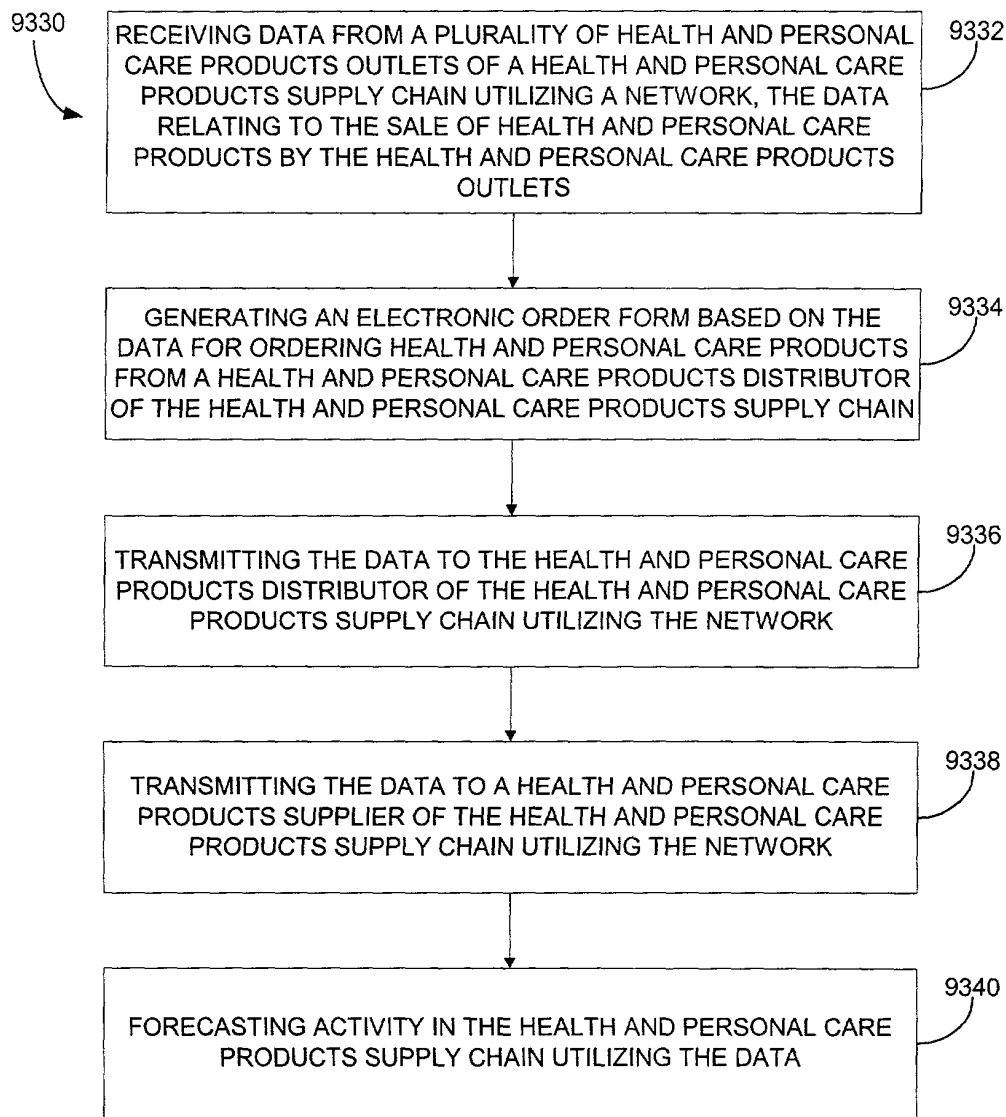 9330
RECEIVING DATA FROM A PLURALITY OF HEALTH AND PERSONAL
CARE PRODUCTS OUTLETS OF A HEALTH AND PERSONAL CARE
PRODUCTS SUPPLY CHAIN UTILIZING A NETWORK, THE DATA
RELATING TO THE SALE OF HEALTH AND PERSONAL CARE
PRODUCTS BY THE HEALTH AND PERSONAL CARE PRODUCTS
OUTLETS
9332
GENERATING AN ELECTRONIC ORDER FORM BASED ON THE
DATA FOR ORDERING HEALTH AND PERSONAL CARE PRODUCTS
FROM A HEALTH AND PERSONAL CARE PRODUCTS DISTRIBUTOR
OF THE HEALTH AND PERSONAL CARE PRODUCTS SUPPLY CHAIN
9334
TRANSMITTING THE DATA TO THE HEALTH AND PERSONAL CARE
PRODUCTS DISTRIBUTOR OF THE HEALTH AND PERSONAL CARE
PRODUCTS SUPPLY CHAIN UTILIZING THE NETWORK
9336
TRANSMITTING THE DATA TO A HEALTH AND PERSONAL CARE
PRODUCTS SUPPLIER OF THE HEALTH AND PERSONAL CARE
PRODUCTS SUPPLY CHAIN UTILIZING THE NETWORK
9338
FORECASTING ACTIVITY IN THE HEALTH AND PERSONAL CARE
PRODUCTS SUPPLY CHAIN UTILIZING THE DATA
9340